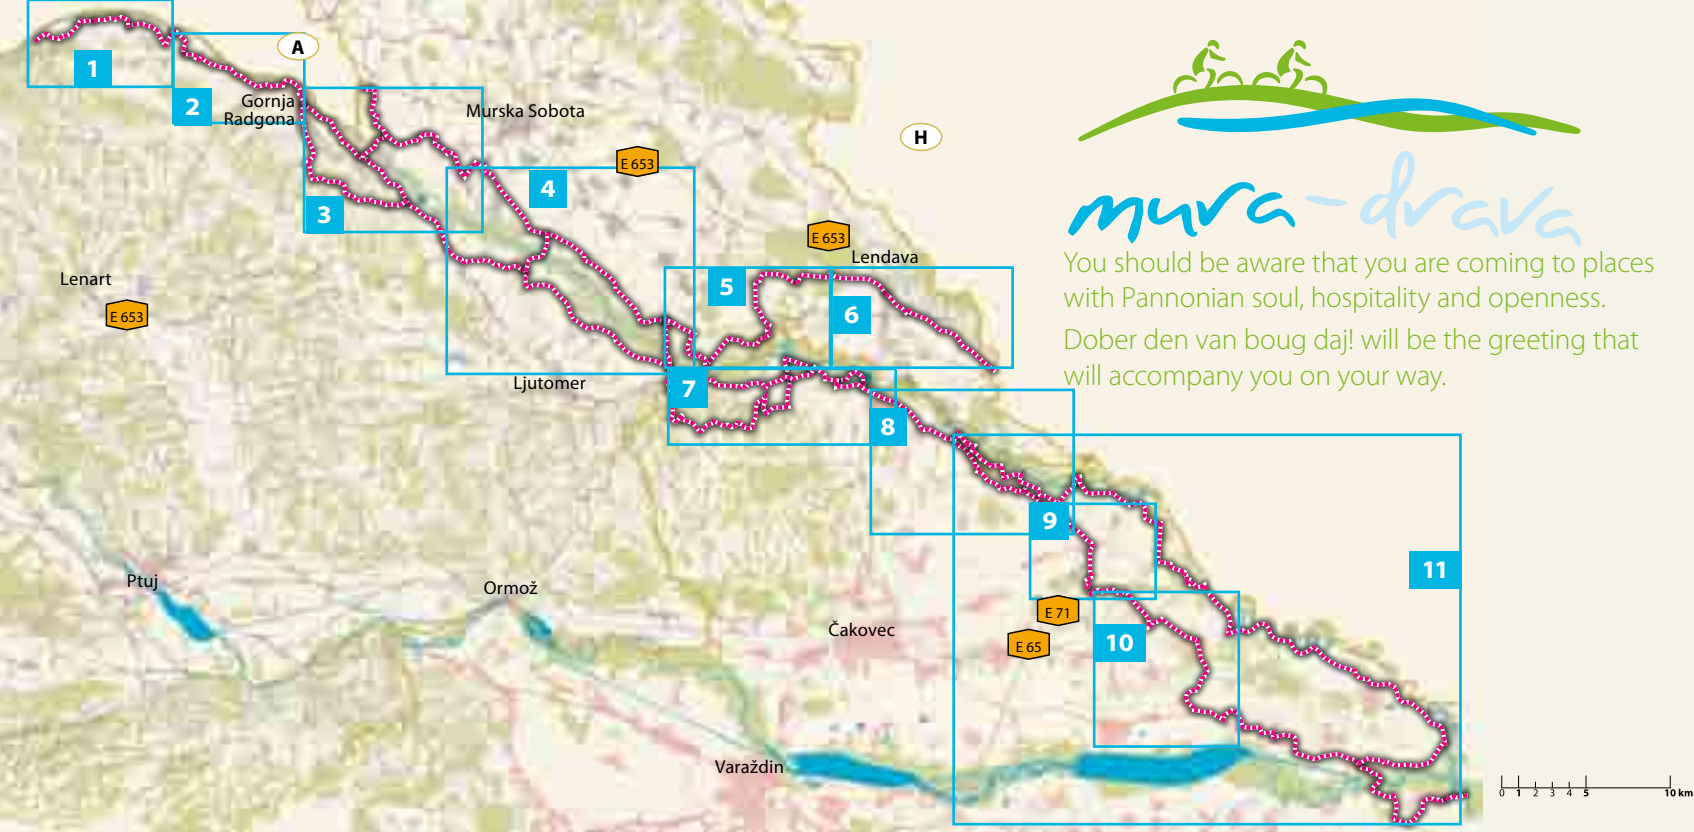 1
A
2
Gornja
Radgona
Murska Sobota
H
E 653
4
3
mura-drava
E 653
Lendava
You should be aware that you are coming to places
with Pannonian soul, hospitality and openness.
Dober den van boug daj! will be the greeting that
will accompany you on your way.
Lenart
E 653
5
6
Ljutomer
7
8
9
11
Ptuj
Ormož
E 71
Čakovec
E 65
10
Varaždin
0 1 2 3 4 5 10 km